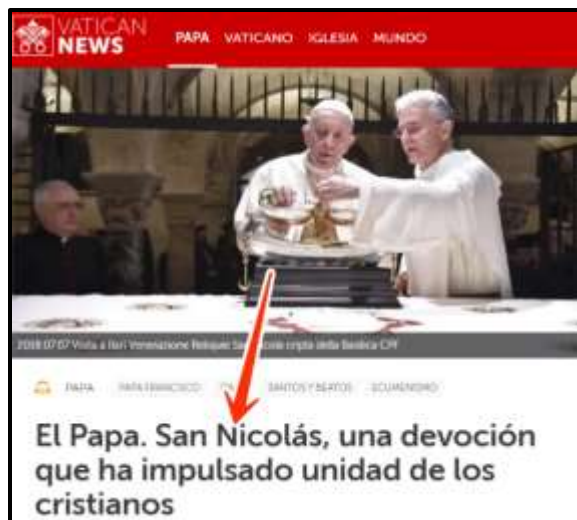 VATICAN
NEWS
PAPA VATICANO IGLESIA MUNDO
2018.07.07 Visita a Bari Venerazione Reliquie San cripta della Basilica
PAPA PAPA FRANCISCO SANTOS Y BEATOS ECUMENISMO
El Papa. San Nicolás, una devoción
que ha impulsado unidad de los
cristianos